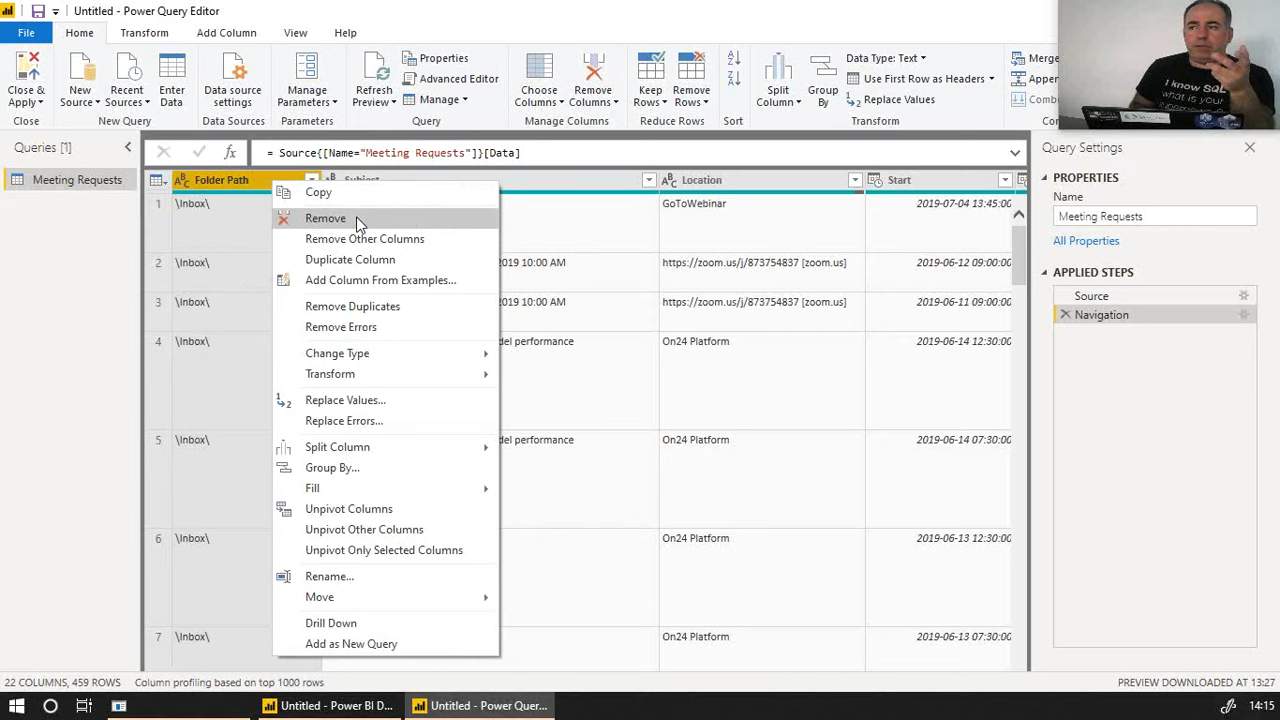 Untitled - Power Query Editor
File
Home
Transform
Add Column
View
Help
Close &
Apply
Close
New
Source
Recent
Sources
Enter
Data
New Query
Data source
settings
Data Sources
Manage
Parameters
Parameters
Refresh
Preview
Properties
Advanced Editor
Manage
Query
Choose
Columns
Remove
Columns
Manage Columns
Keep
Rows
Remove
Rows
Reduce Rows
Sort
Split
Column
Group
By
Data Type: Text
Use First Row as Headers
Replace Values
Transform
Merge
Appen
Comb
I know SQL
what is your
Queries [1]
Meeting Requests
fx
= Source{[Name="Meeting Requests"]}[Data]
Folder Path
Subject
Location
Start
1
\Inbox\
GoToWebinar
2019-07-04 13:45:00
2
\Inbox\
2019 10:00 AM
https://zoom.us/j/873754837 [zoom.us]
2019-06-12 09:00:00
3
\Inbox\
2019 10:00 AM
https://zoom.us/j/873754837 [zoom.us]
2019-06-11 09:00:00
4
\Inbox\
del performance
On24 Platform
2019-06-14 12:30:00
5
\Inbox\
del performance
On24 Platform
2019-06-14 07:30:00
6
\Inbox\
On24 Platform
2019-06-13 12:30:00
7
\Inbox\
On24 Platform
2019-06-13 07:30:00
Copy
Remove
Remove Other Columns
Duplicate Column
Add Column From Examples...
Remove Duplicates
Remove Errors
Change Type
Transform
Replace Values...
Replace Errors...
Split Column
Group By...
Fill
Unpivot Columns
Unpivot Other Columns
Unpivot Only Selected Columns
Rename...
Move
Drill Down
Add as New Query
Query Settings
PROPERTIES
Name
Meeting Requests
All Properties
APPLIED STEPS
Source
Navigation
22 COLUMNS, 459 ROWS
Column profiling based on top 1000 rows
PREVIEW DOWNLOADED AT 13:27
Untitled - Power BI D...
Untitled - Power Quer...
14:15